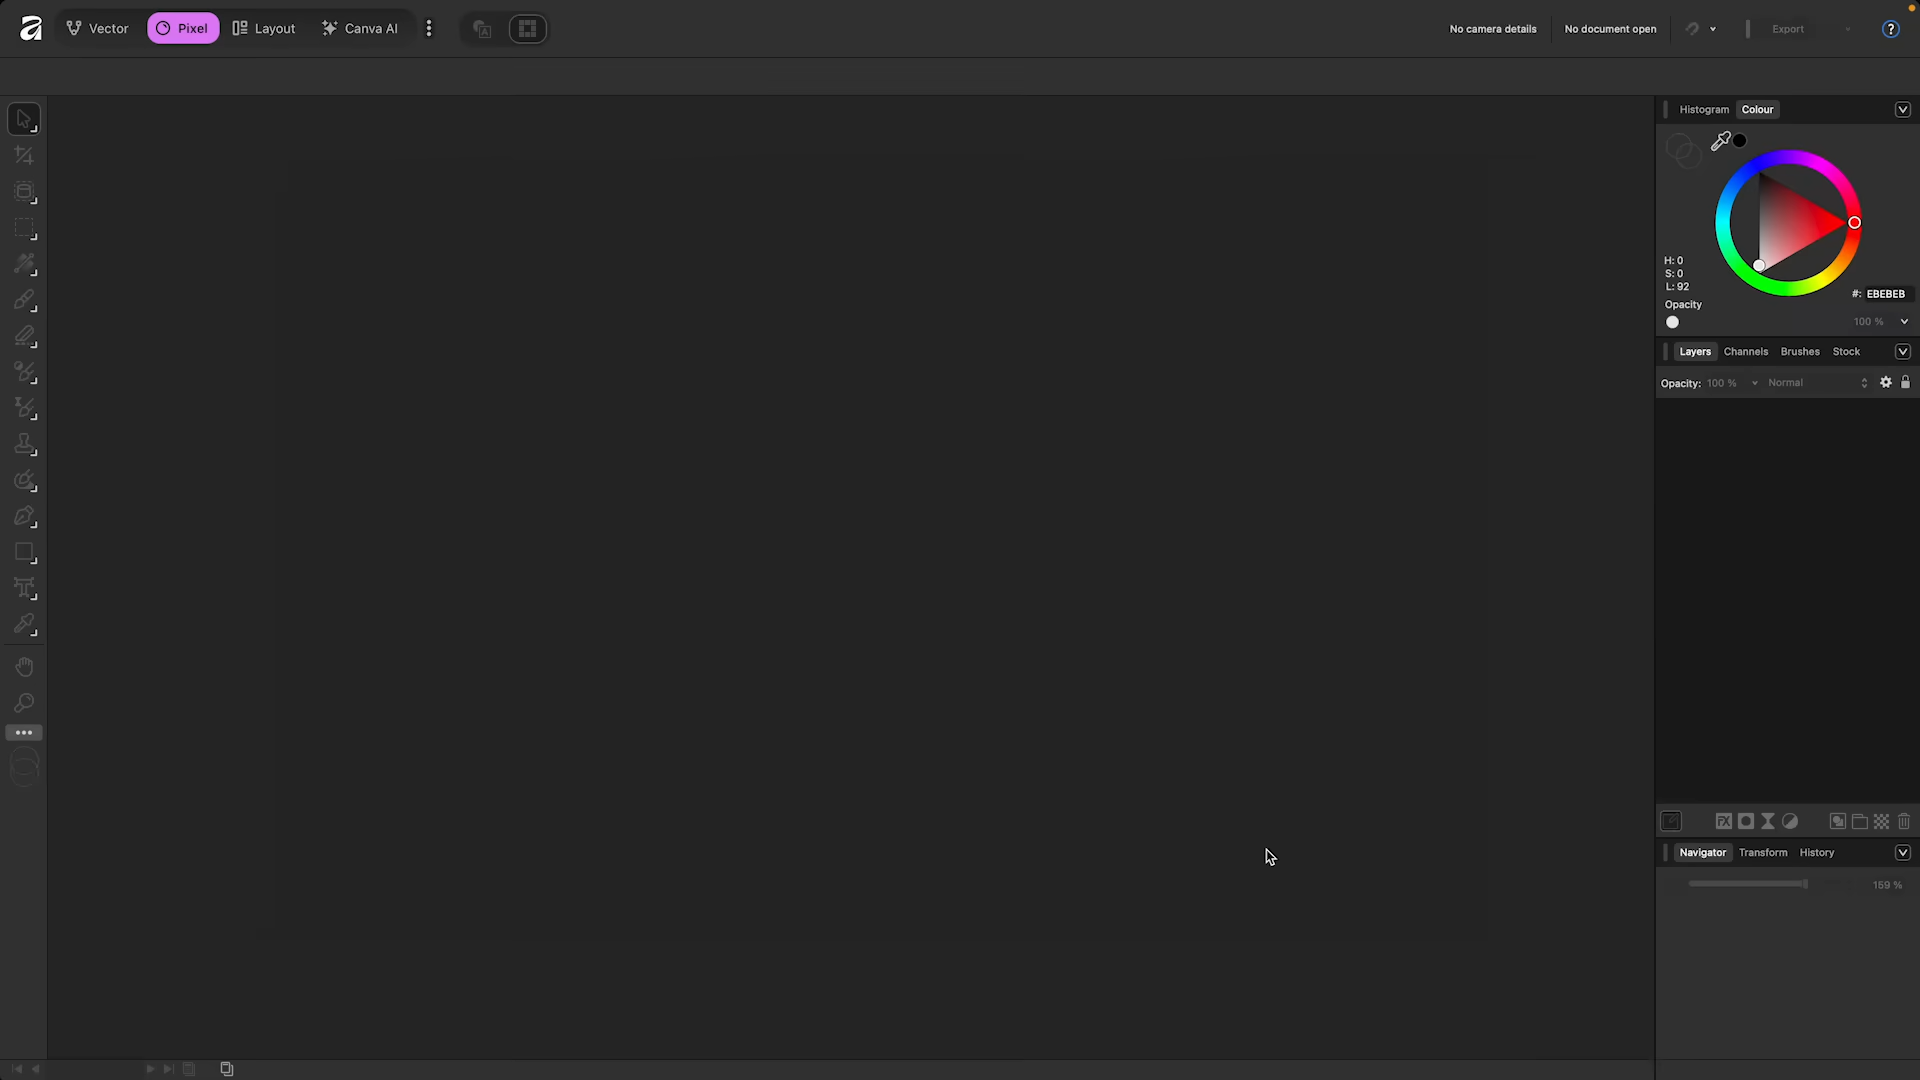 Vector Pixel Layout Canva AI No camera details No document open Export ?
Histogram Colour
H: 0
S: 0
L: 92
#: EBEBEB
Opacity
100 %
Layers Channels Brushes Stock
Opacity: 100 % Normal
Navigator Transform History
159 %